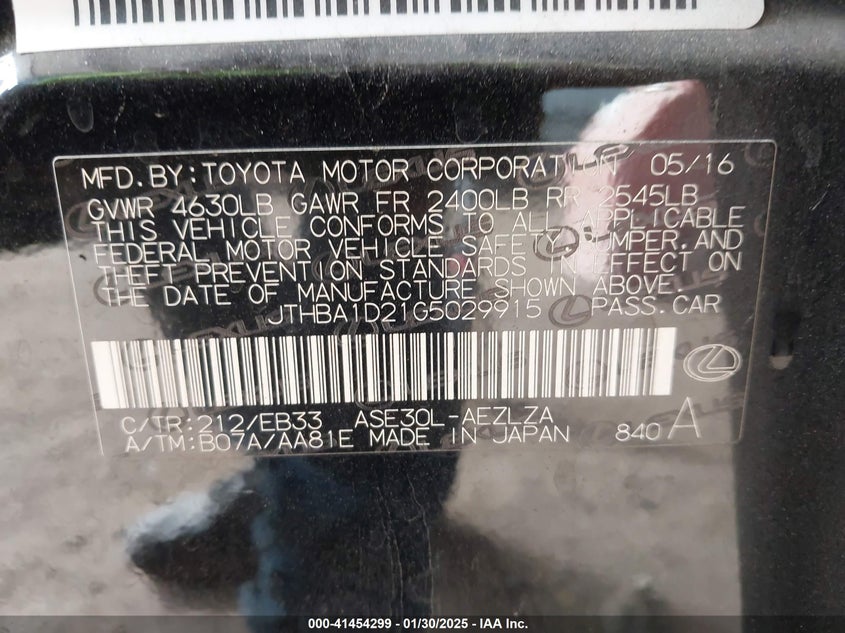 MFD.BY:TOYOTA MOTOR CORPORATION 05/16
GVWR 4630LB GAWR FR 2400LB RR 2545LB
THIS VEHICLE CONFORMS TO ALL APPLICABLE
FEDERAL MOTOR VEHICLE SAFETY, BUMPER,AND
THEFT PREVENTION STANDARDS IN EFFECT ON
THE DATE OF MANUFACTURE SHOWN ABOVE.
JTHBA1D21G5029915 PASS.CAR
C/TR:212/EB33 ASE30L-AEZLZA
A/TM:B07A/AA81E MADE IN JAPAN 840 A
000-41454299 - 01/30/2025 - IAA Inc.